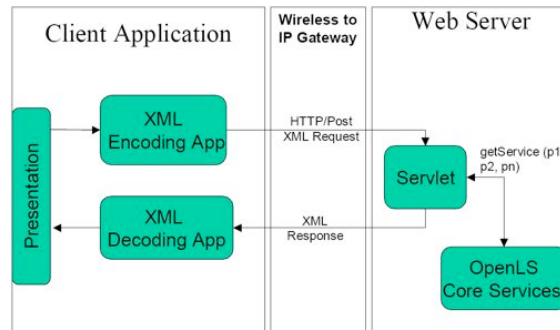 Client Application
Wireless to
IP Gateway
Web Server
Presentation
XML
Encoding App
HTTP/Post
XML Request
Servlet
getService (p1
p2, pn)
XML
Decoding App
XML
Response
OpenLS
Core Services